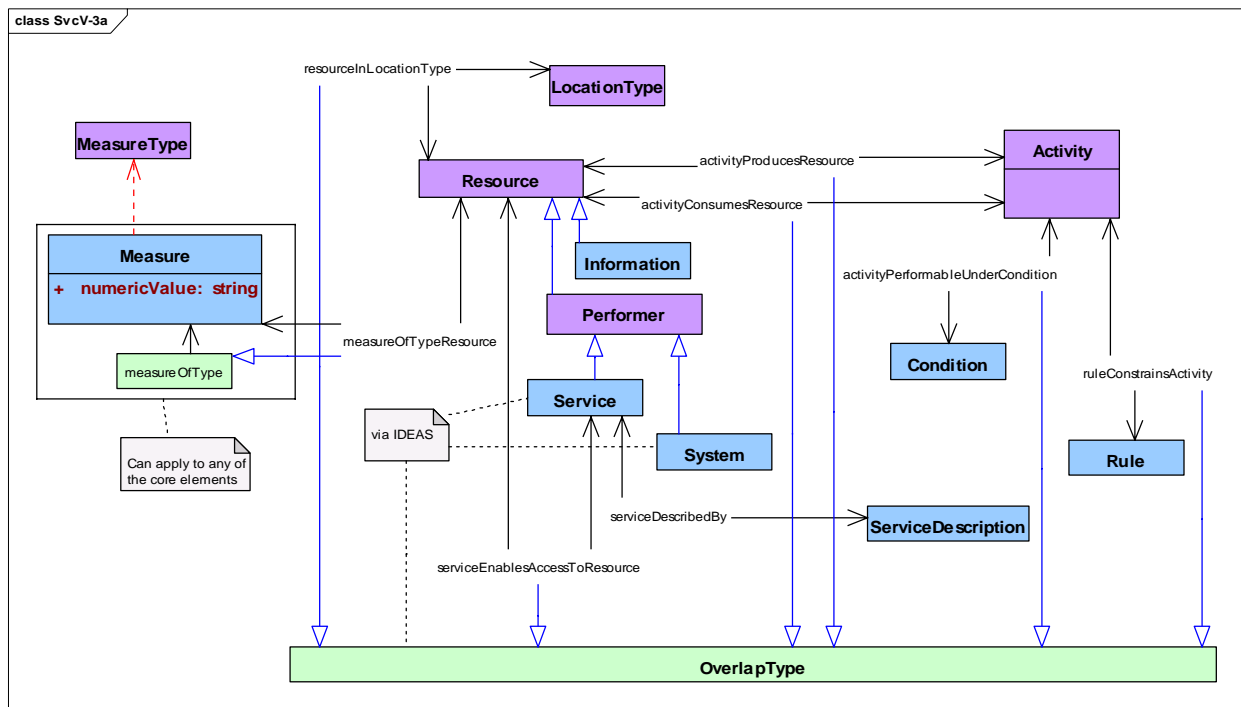 class SvcV-3a
resourceInLocationType
LocationType
MeasureType
Resource
activityProducesResource
Activity
activityConsumesResource
Measure
+ numericValue: string
Information
activityPerformableUnderCondition
Performer
measureOfTypeResource
measureOfType
Condition
ruleConstrainsActivity
Service
via IDEAS
System
Rule
Can apply to any of
the core elements
serviceDescribedBy
ServiceDescription
serviceEnablesAccessToResource
OverlapType